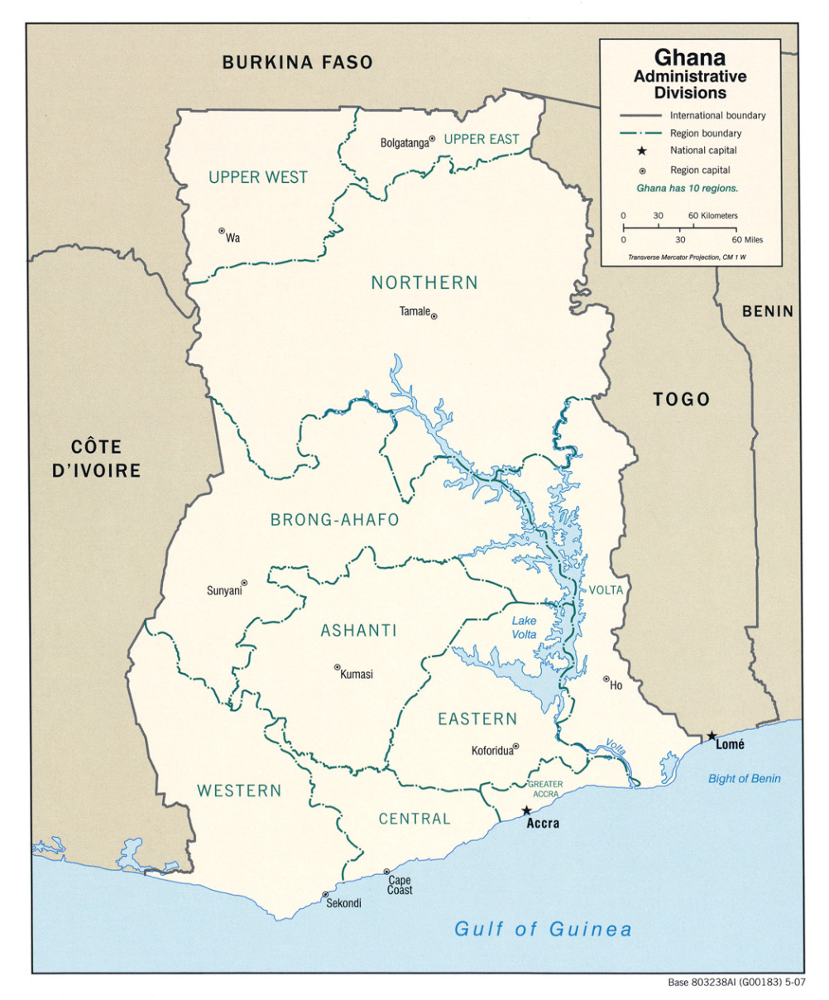 BURKINA FASO
Ghana
Administrative
Divisions
International boundary
Region boundary
National capital
Region capital
Ghana has 10 regions.
0 30 60 Kilometers
0 30 60 Miles
Transverse Mercator Projection, CM 1 W
Bolgatanga
UPPER EAST
UPPER WEST
Wa
NORTHERN
Tamale
BENIN
TOGO
CÔTE
D'IVOIRE
BRONG-AHAFO
Sunyani
VOLTA
ASHANTI
Lake
Volta
Kumasi
Ho
EASTERN
Koforidua
Volta
Lomé
Bight of Benin
WESTERN
GREATER
ACCRA
CENTRAL
Accra
Cape
Coast
Sekondi
Gulf of Guinea
Base 803238AI (G00183) 5-07